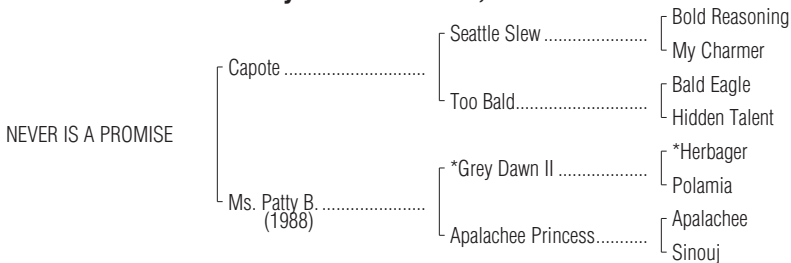 Bold Reasoning
Seattle Slew ......................
My Charmer
Capote .............................
Bald Eagle
Too Bald...........................
Hidden Talent
NEVER IS A PROMISE
*Herbager
*Grey Dawn II ...................
Polamia
Ms. Patty B. ......................
(1988)
Apalachee
Apalachee Princess...........
Sinouj